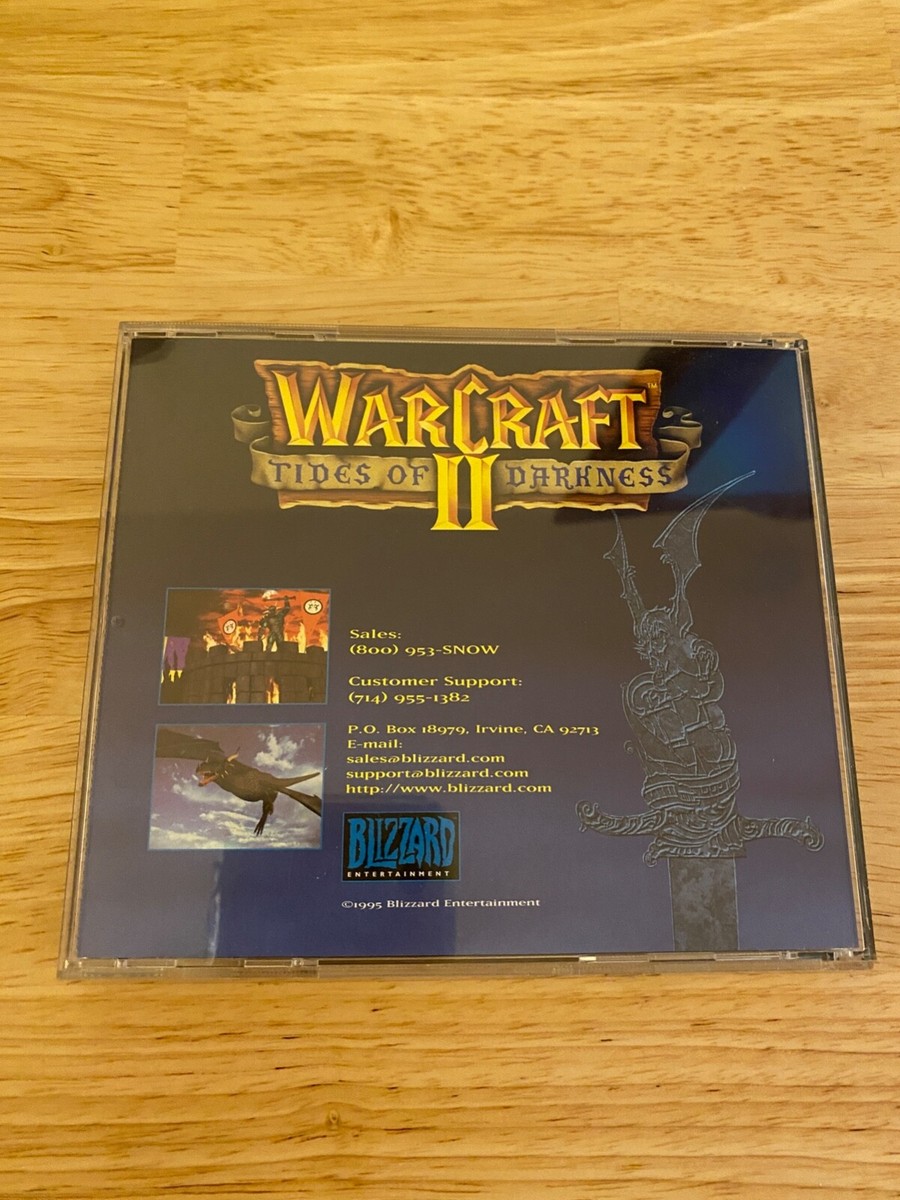 WARCRAFT™
TIDES OF DARKNESS
II
Sales:
(800) 953-SNOW
Customer Support:
(714) 955-1382
P.O. Box 18979, Irvine, CA 92713
E-mail:
sales@blizzard.com
support@blizzard.com
http://www.blizzard.com
BLIZZARD
ENTERTAINMENT
©1995 Blizzard Entertainment